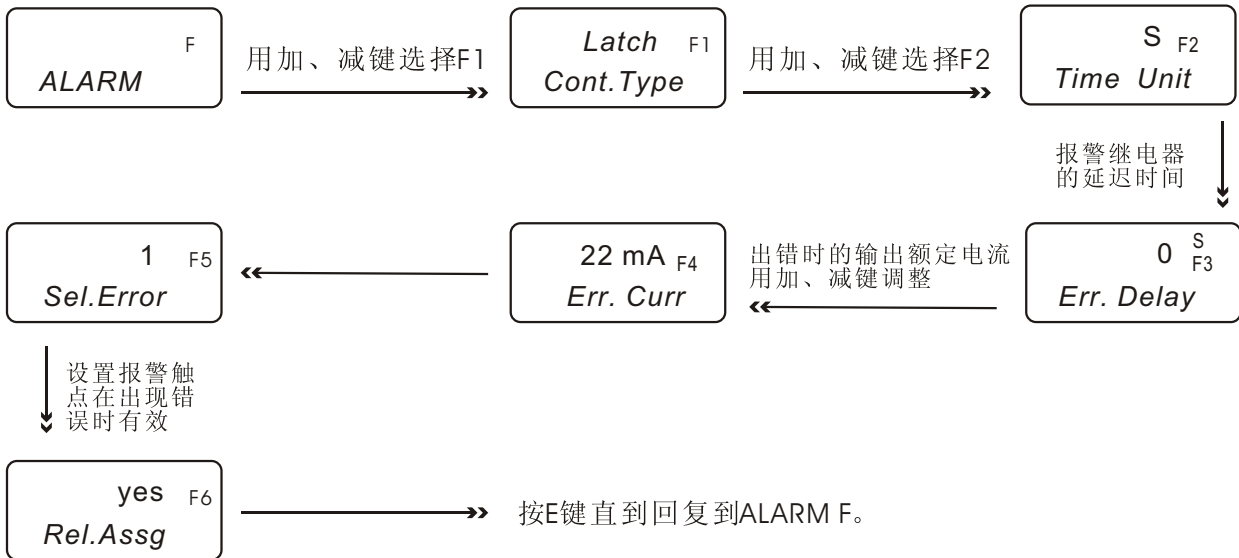 F
ALARM
用加、减键选择F1
Latch F1
Cont.Type
用加、减键选择F2
S F2
Time Unit
报警继电器
的延迟时间
0 S F3
Err. Delay
出错时的输出额定电流
用加、减键调整
22 mA F4
Err. Curr
1 F5
Sel.Error
设置报警触
点在出现错
误时有效
yes F6
Rel.Assg
按E键直到回复到ALARM F。